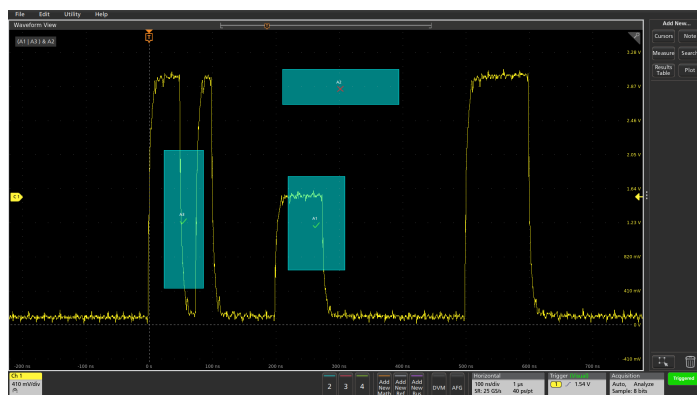 File Edit Utility Help
Waveform View
Add New...
(A1 | A3 ) & A2
T
Cursors Note
Measure Search
Results Table Plot
3.28 V
2.87 V
2.46 V
2.05 V
1.64 V
1.23 V
820 mV
410 mV
0 V
-410 mV
A2
A3
A1
C1
-200 ns -100 ns 0 s 100 ns 200 ns 300 ns 400 ns 500 ns 600 ns 700 ns
Ch 1
410 mV/div
2 3 4
Add New Math
Add New Ref
Add New Bus
DVM AFG
Horizontal
100 ns/div 1 µs
SR: 25 GS/s 40 ps/pt
Trigger (Visual)
1 1.54 V
Acquisition
Auto, Analyze
Sample: 8 bits
Triggered